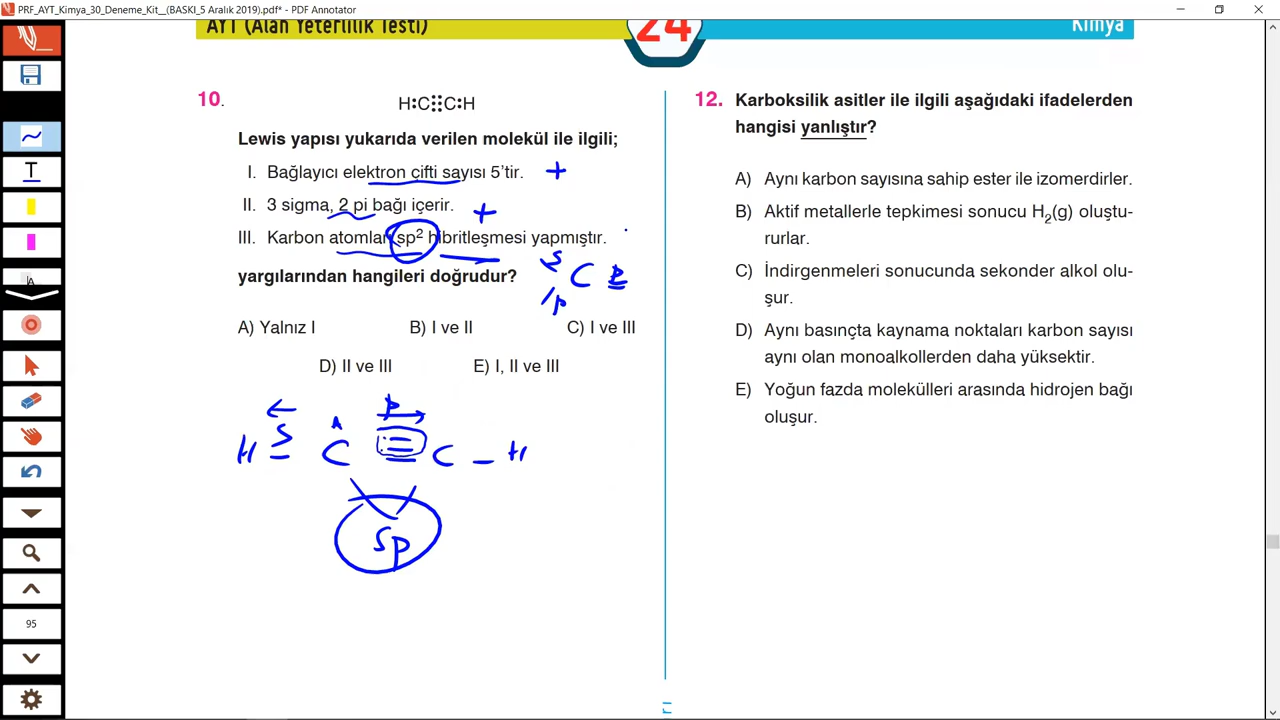 PRF_AYT_Kimya_30_Deneme_Kit__(BASKI_5 Aralık 2019).pdf* - PDF Annotator
AYT (Alan Yeterlilik Testi)
24
Kimya
10.
H:C⋮⋮C:H
Lewis yapısı yukarıda verilen molekül ile ilgili;
I. Bağlayıcı elektron çifti sayısı 5’tir. +
II. 3 sigma, 2 pi bağı içerir. +
III. Karbon atomları sp² hibritleşmesi yapmıştır.
yargılarından hangileri doğrudur?
S C p
p
A) Yalnız I B) I ve II C) I ve III
D) II ve III E) I, II ve III
S p
H – C ≡ C – H
sp
12. Karboksilik asitler ile ilgili aşağıdaki ifadelerden
hangisi yanlıştır?
A) Aynı karbon sayısına sahip ester ile izomerdirler.
B) Aktif metallerle tepkimesi sonucu H₂(g) oluştu-
rurlar.
C) İndirgenmeleri sonucunda sekonder alkol olu-
şur.
D) Aynı basınçta kaynama noktaları karbon sayısı
aynı olan monoalkollerden daha yüksektir.
E) Yoğun fazda molekülleri arasında hidrojen bağı
oluşur.
95